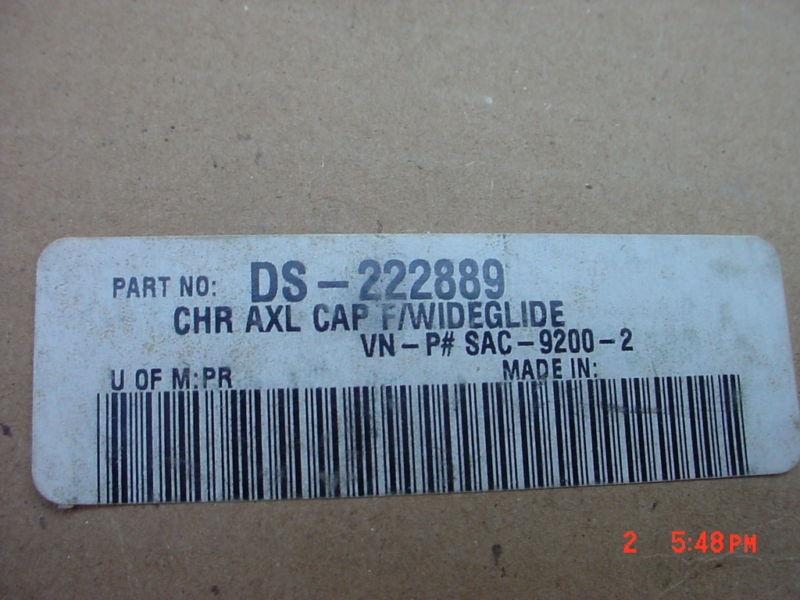 PART NO: DS-222889
CHR AXL CAP F/WIDEGLIDE
VN-P# SAC-9200-2
U OF M:PR MADE IN:
2 5:48PM